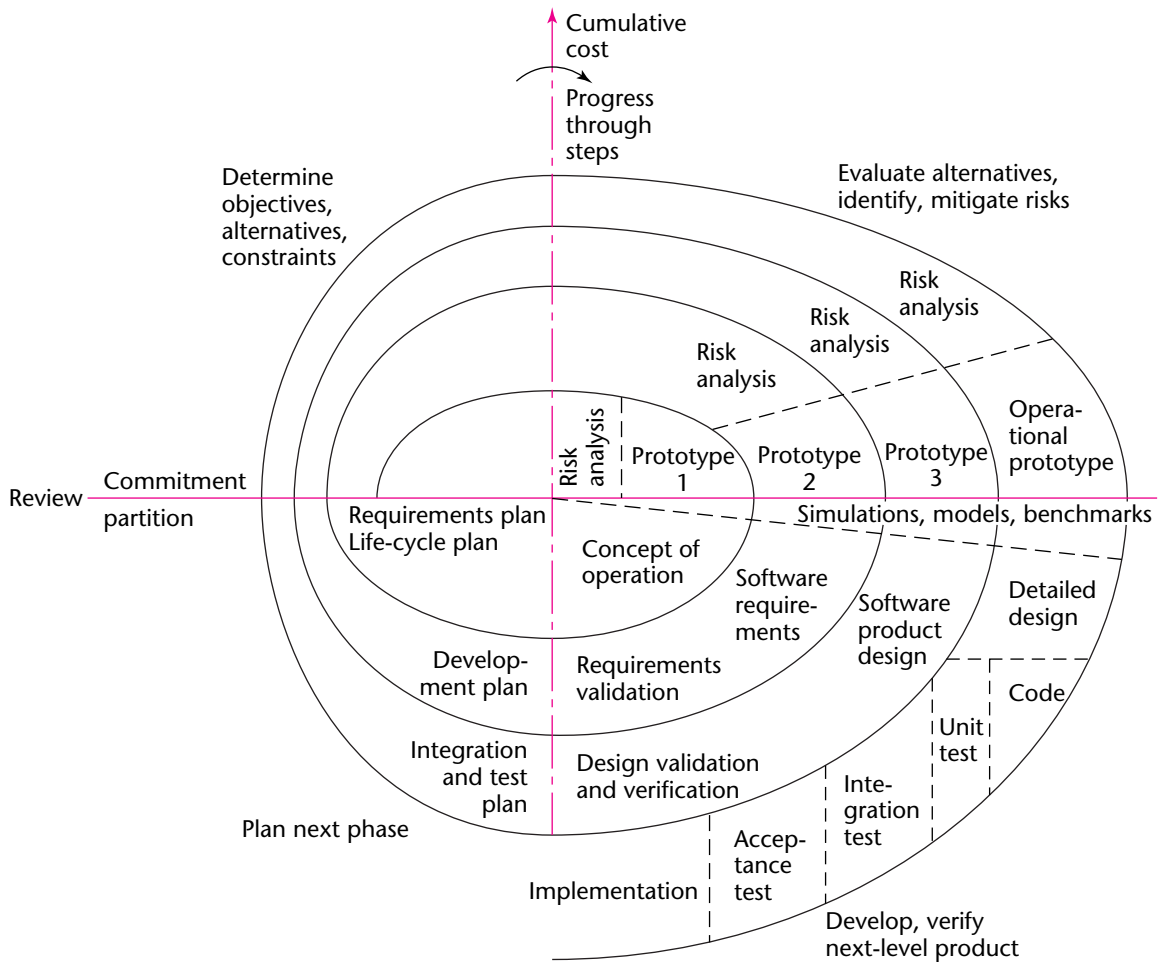 Cumulative
cost
Progress
through
steps
Determine
objectives,
alternatives,
constraints
Evaluate alternatives,
identify, mitigate risks
Risk
analysis
Risk
analysis
Risk
analysis
Risk
analysis
Prototype
1
Prototype
2
Prototype
3
Opera-
tional
prototype
Review
Commitment
partition
Requirements plan
Life-cycle plan
Simulations, models, benchmarks
Concept of
operation
Software
require-
ments
Software
product
design
Detailed
design
Develop-
ment plan
Requirements
validation
Code
Unit
test
Integration
and test
plan
Design validation
and verification
Inte-
gration
test
Plan next phase
Accep-
tance
test
Implementation
Develop, verify
next-level product